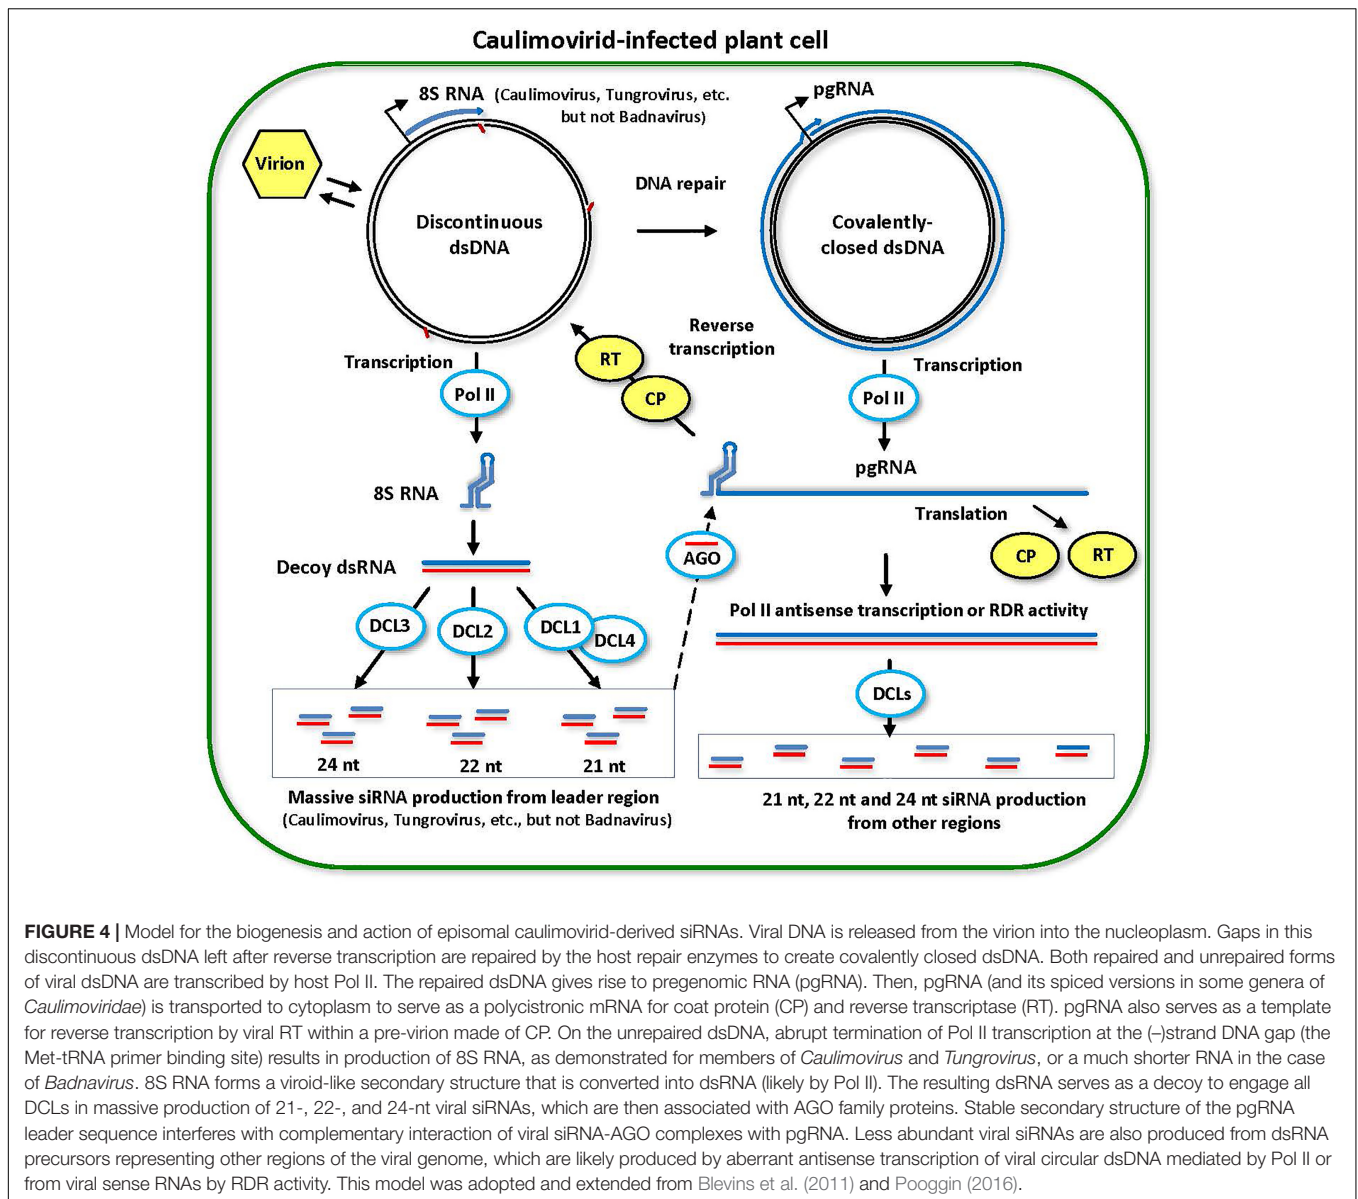 Caulimovirid-infected plant cell
8S RNA (Caulimovirus, Tungrovirus, etc.
but not Badnavirus)
pgRNA
Virion
DNA repair
Discontinuous
dsDNA
Covalently-
closed dsDNA
Reverse
transcription
Transcription
RT
Transcription
Pol II
CP
Pol II
pgRNA
8S RNA
Translation
AGO
CP
RT
Decoy dsRNA
Pol II antisense transcription or RDR activity
DCL3
DCL2
DCL1
DCL4
DCLs
24 nt
22 nt
21 nt
Massive siRNA production from leader region
(Caulimovirus, Tungrovirus, etc., but not Badnavirus)
21 nt, 22 nt and 24 nt siRNA production
from other regions
FIGURE 4 | Model for the biogenesis and action of episomal caulimovirid-derived siRNAs. Viral DNA is released from the virion into the nucleoplasm. Gaps in this
discontinuous dsDNA left after reverse transcription are repaired by the host repair enzymes to create covalently closed dsDNA. Both repaired and unrepaired forms
of viral dsDNA are transcribed by host Pol II. The repaired dsDNA gives rise to pregenomic RNA (pgRNA). Then, pgRNA (and its spiced versions in some genera of
Caulimoviridae) is transported to cytoplasm to serve as a polycistronic mRNA for coat protein (CP) and reverse transcriptase (RT). pgRNA also serves as a template
for reverse transcription by viral RT within a pre-virion made of CP. On the unrepaired dsDNA, abrupt termination of Pol II transcription at the (–)strand DNA gap (the
Met-tRNA primer binding site) results in production of 8S RNA, as demonstrated for members of Caulimovirus and Tungrovirus, or a much shorter RNA in the case
of Badnavirus. 8S RNA forms a viroid-like secondary structure that is converted into dsRNA (likely by Pol II). The resulting dsRNA serves as a decoy to engage all
DCLs in massive production of 21-, 22-, and 24-nt viral siRNAs, which are then associated with AGO family proteins. Stable secondary structure of the pgRNA
leader sequence interferes with complementary interaction of viral siRNA-AGO complexes with pgRNA. Less abundant viral siRNAs are also produced from dsRNA
precursors representing other regions of the viral genome, which are likely produced by aberrant antisense transcription of viral circular dsDNA mediated by Pol II or
from viral sense RNAs by RDR activity. This model was adopted and extended from Blevins et al. (2011) and Pooggin (2016).